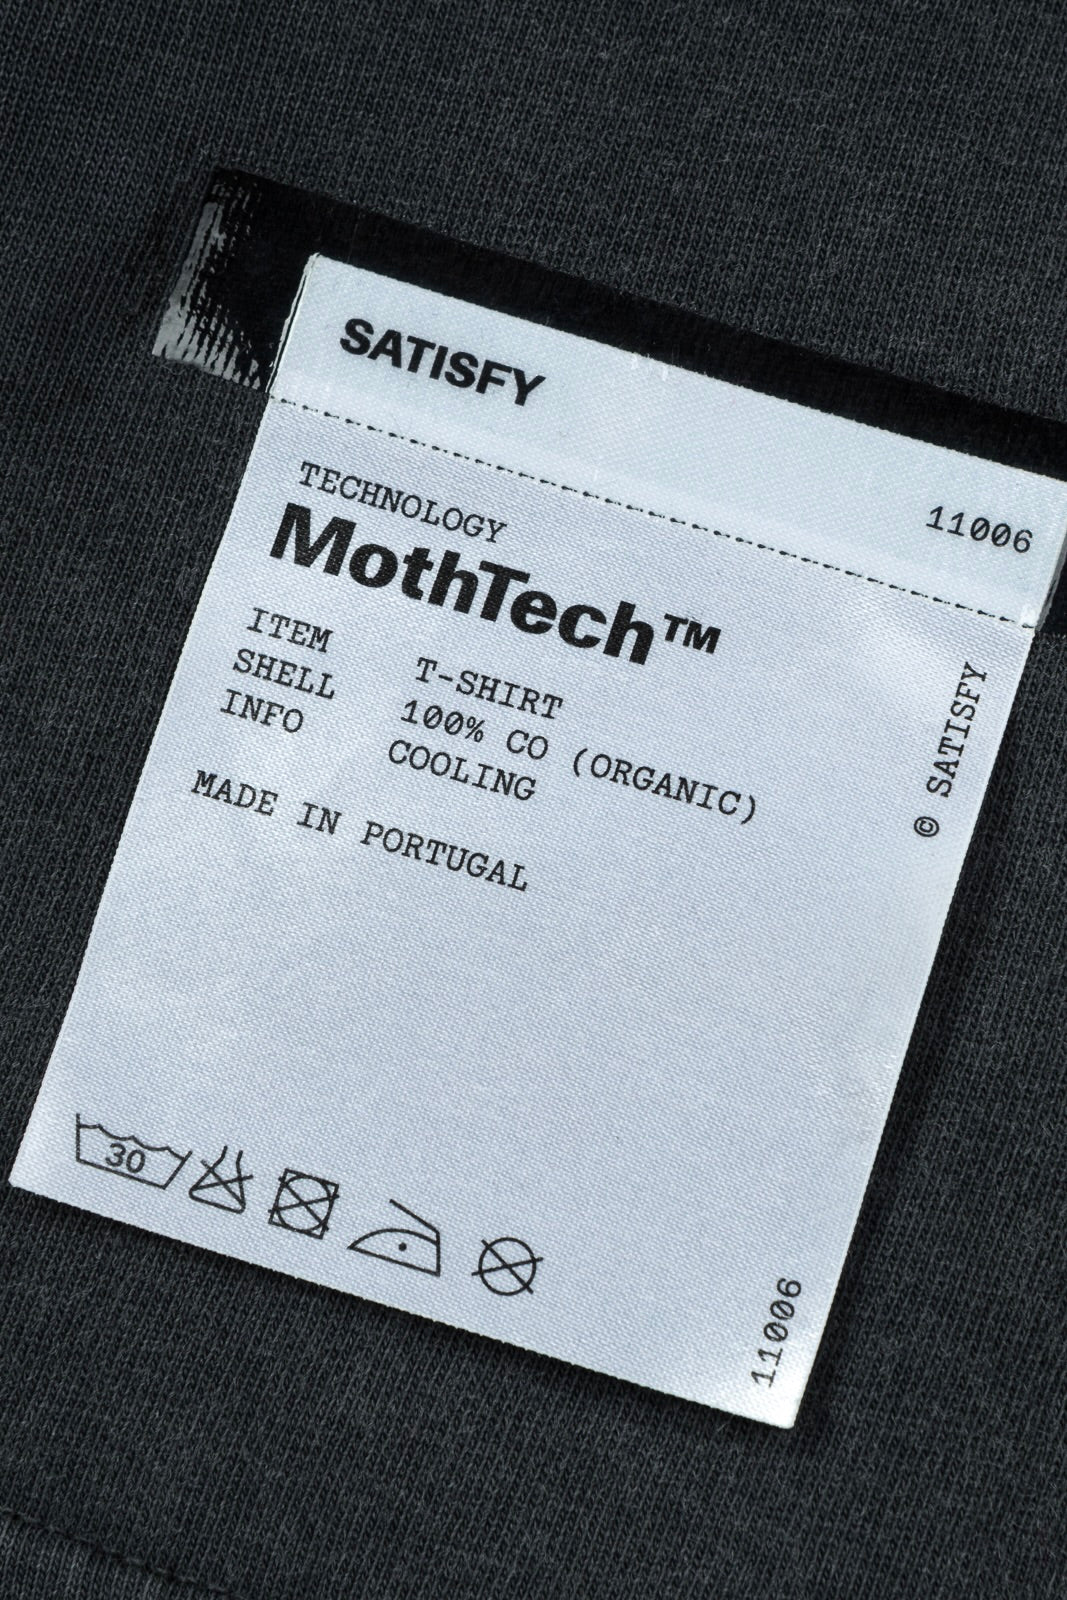 SATISFY
11006
TECHNOLOGY
MothTech™
ITEM T-SHIRT
SHELL 100% CO (ORGANIC)
INFO COOLING
MADE IN PORTUGAL
© SATISFY
30
11006